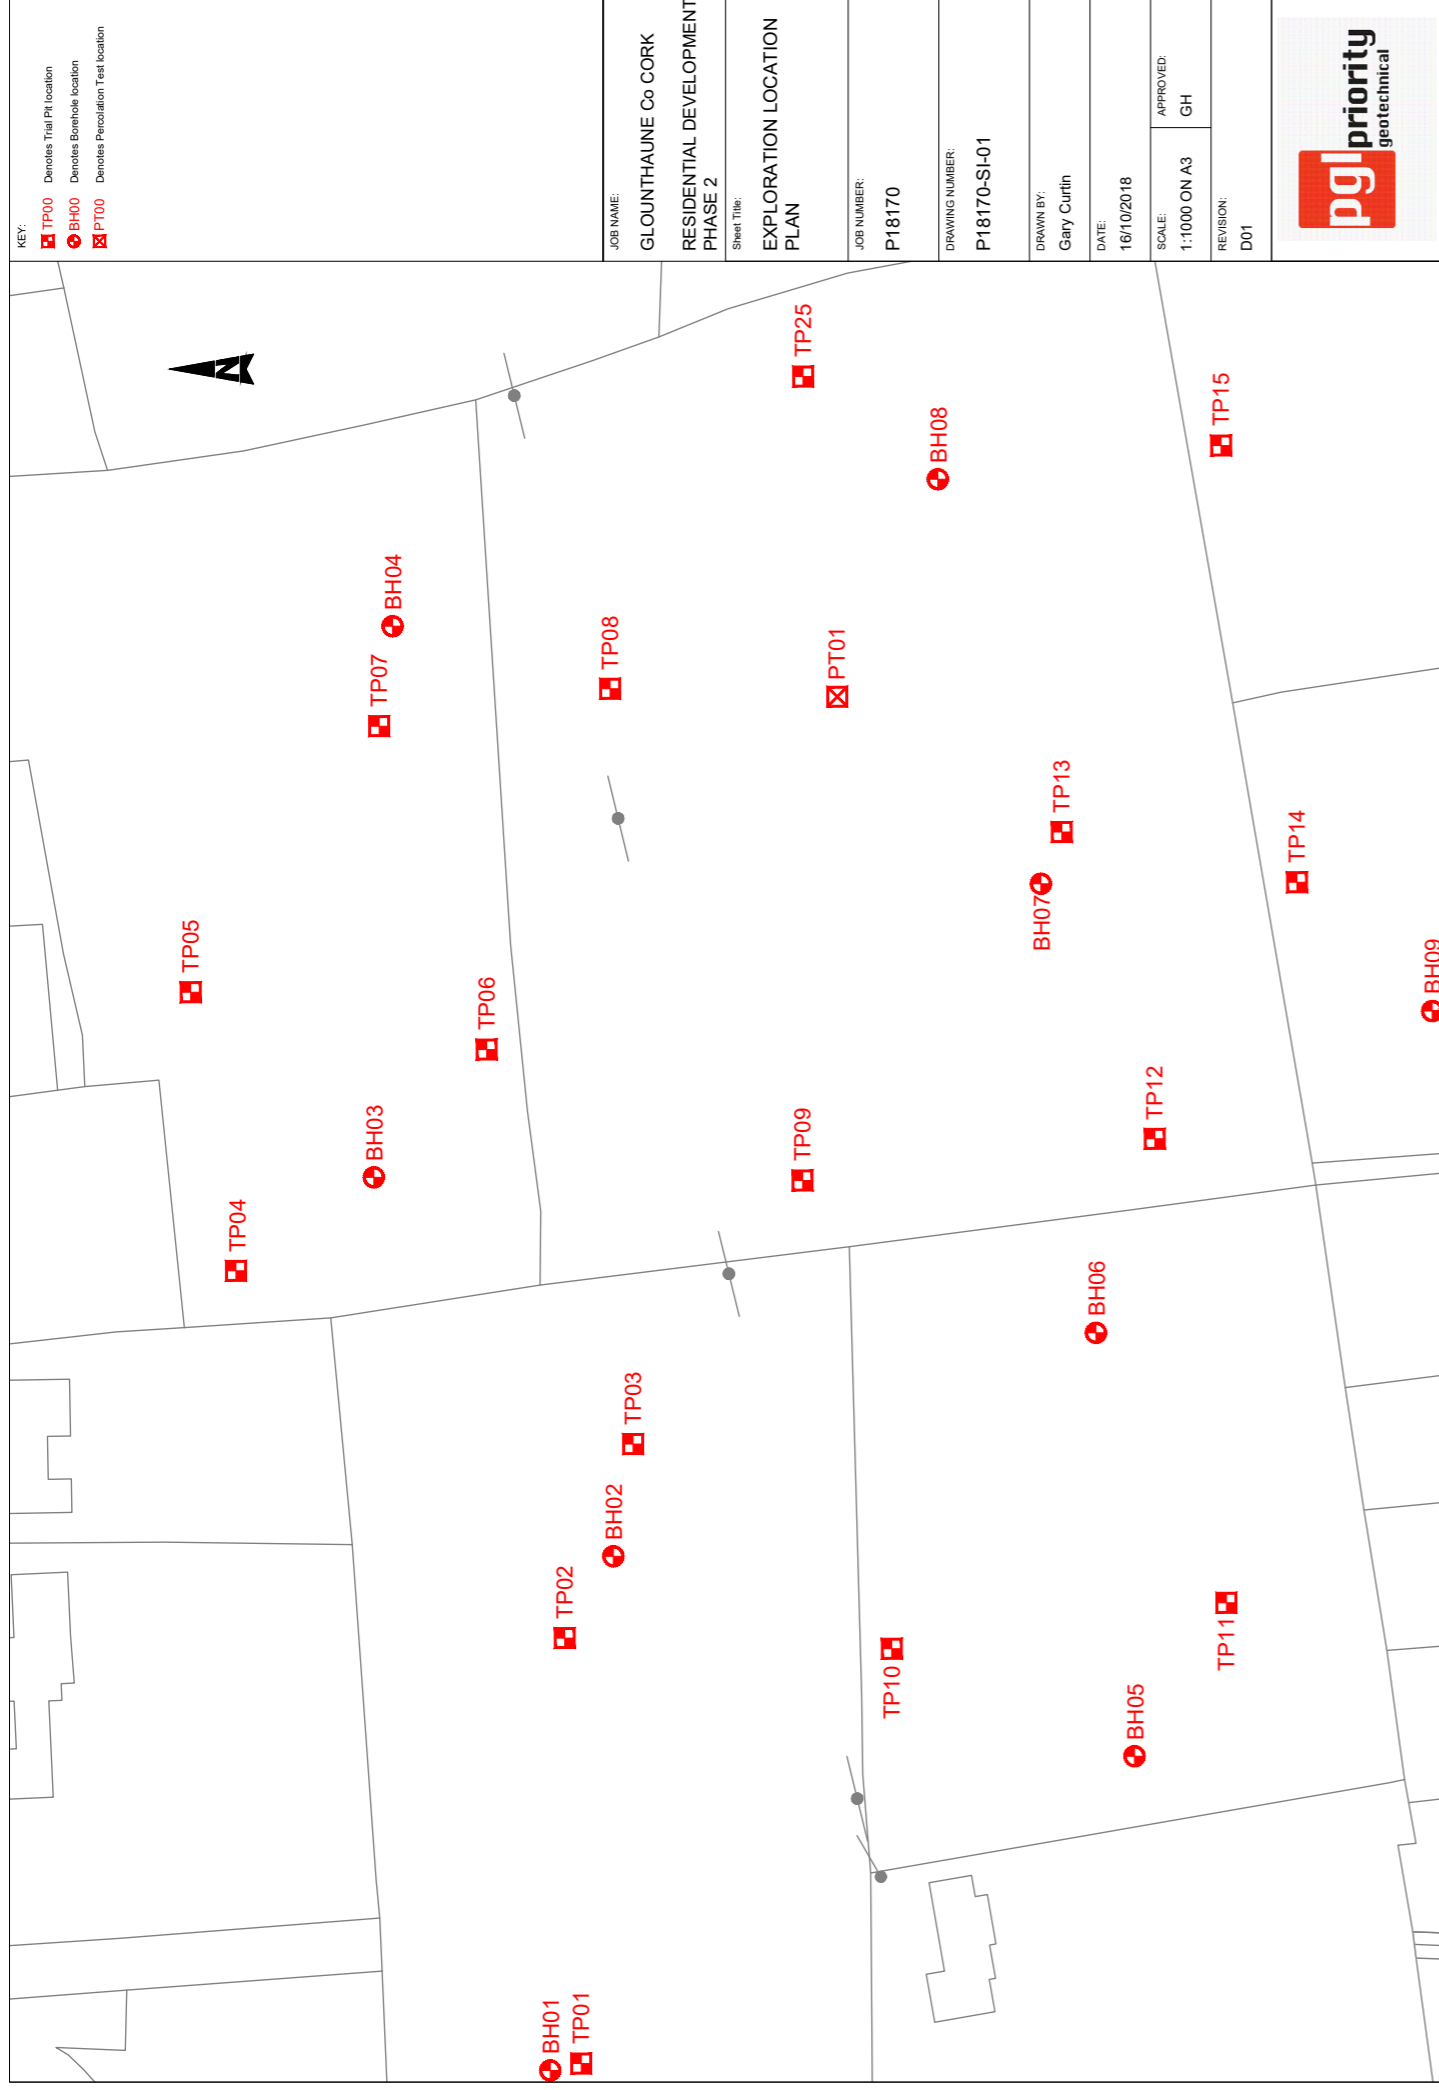 KEY:
TP00 Denotes Trial Pit location
BH00 Denotes Borehole location
PT00 Denotes Percolation Test location
JOB NAME:
GLOUNTHAUNE Co CORK
RESIDENTIAL DEVELOPMENT
PHASE 2
Sheet Title:
EXPLORATION LOCATION
PLAN
JOB NUMBER:
P18170
DRAWING NUMBER:
P18170-SI-01
DRAWN BY:
Gary Curtin
DATE:
16/10/2018
SCALE:
1:1000 ON A3
APPROVED:
GH
REVISION:
D01
pgl priority
geotechnical
N
TP05
TP04
BH03
TP07
BH04
TP06
BH01
TP01
TP02
BH02
TP03
TP08
TP09
TP25
PT01
TP10
BH08
BH07
TP13
BH06
BH05
TP12
TP11
TP15
TP14
BH09